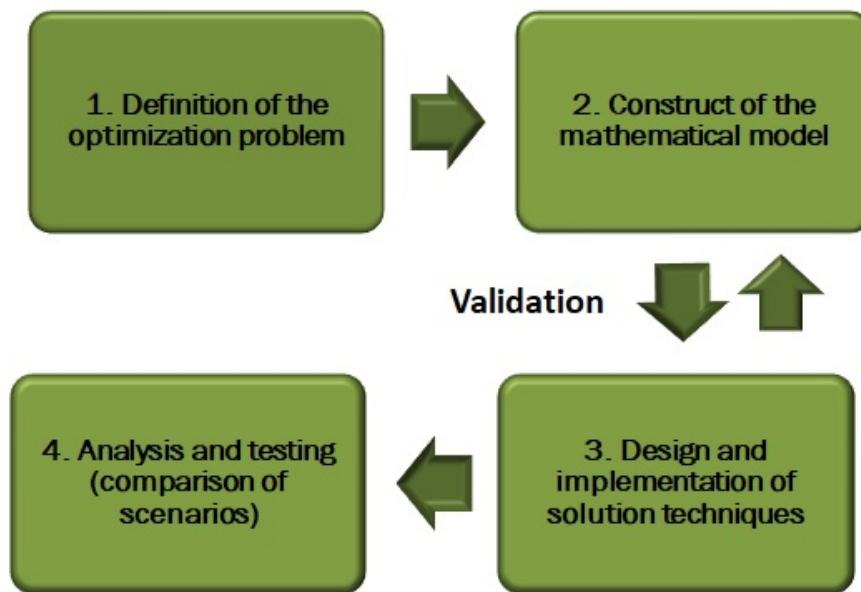 1. Definition of the
optimization problem
2. Construct of the
mathematical model
Validation
3. Design and
implementation of
solution techniques
4. Analysis and testing
(comparison of
scenarios)